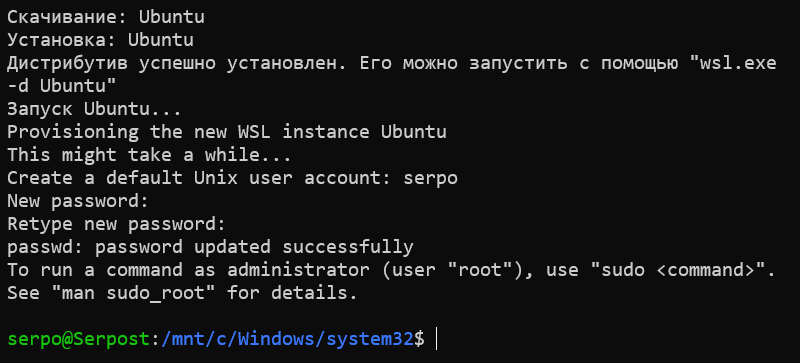 Скачивание: Ubuntu
Установка: Ubuntu
Дистрибутив успешно установлен. Его можно запустить с помощью "wsl.exe
-d Ubuntu"
Запуск Ubuntu...
Provisioning the new WSL instance Ubuntu
This might take a while...
Create a default Unix user account: serpo
New password:
Retype new password:
passwd: password updated successfully
To run a command as administrator (user "root"), use "sudo <command>".
See "man sudo_root" for details.
serpo@Serpost:/mnt/c/Windows/system32$